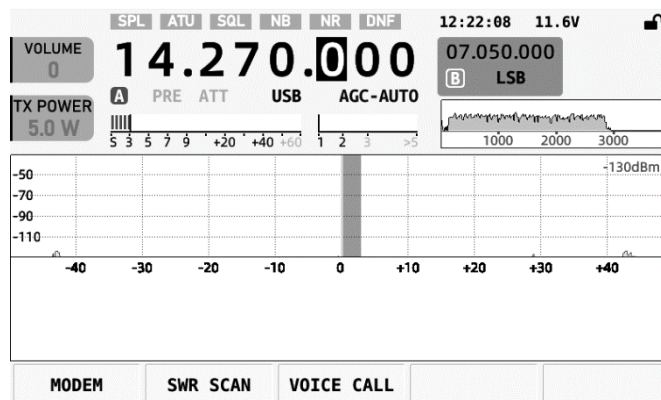 SPL ATU SQL NB NR DNF 12:22:08 11.6V
VOLUME
0
14.270.000
07.050.000
B LSB
A PRE ATT USB AGC-AUTO
TX POWER
5.0 W
S 3 5 7 9 +20 +40 +60 1 2 3 >5
1000 2000 3000
-130dBm
-50
-70
-90
-110
-40 -30 -20 -10 0 +10 +20 +30 +40
MODEM SWR SCAN VOICE CALL